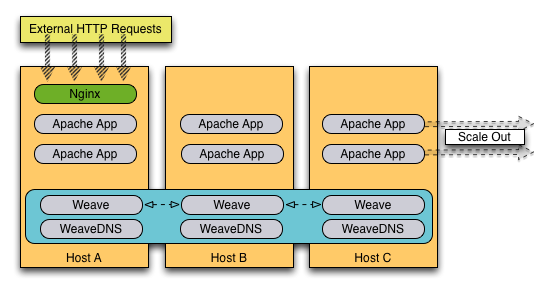 External HTTP Requests
Nginx
Apache App
Apache App
Apache App
Apache App
Apache App
Apache App
Scale Out
Weave
Weave
Weave
WeaveDNS
WeaveDNS
WeaveDNS
Host A
Host B
Host C